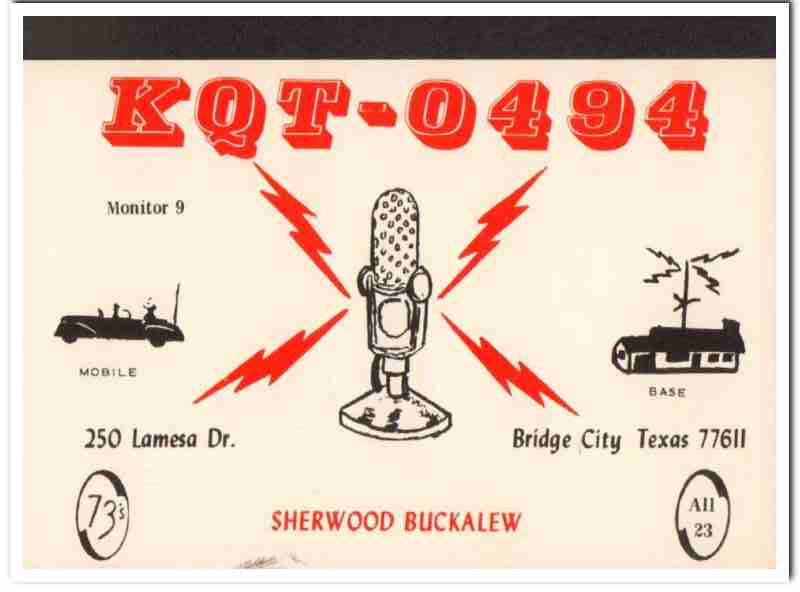 KQT-0494
Monitor 9
MOBILE
BASE
250 Lamesa Dr.
Bridge City Texas 77611
73's
SHERWOOD BUCKALEW
All
23